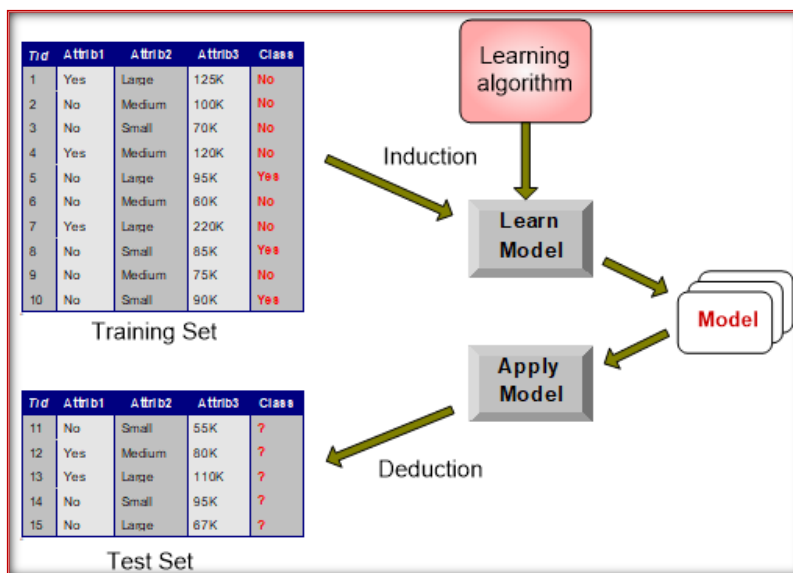 Tid Attrib1 Attrib2 Attrib3 Class
1 Yes Large 125K No
2 No Medium 100K No
3 No Small 70K No
4 Yes Medium 120K No
5 No Large 95K Yes
6 No Medium 60K No
7 Yes Large 220K No
8 No Small 85K Yes
9 No Medium 75K No
10 No Small 90K Yes
Training Set
Learning
algorithm
Induction
Learn
Model
Model
Apply
Model
Deduction
Tid Attrib1 Attrib2 Attrib3 Class
11 No Small 55K ?
12 Yes Medium 80K ?
13 Yes Large 110K ?
14 No Small 95K ?
15 No Large 67K ?
Test Set